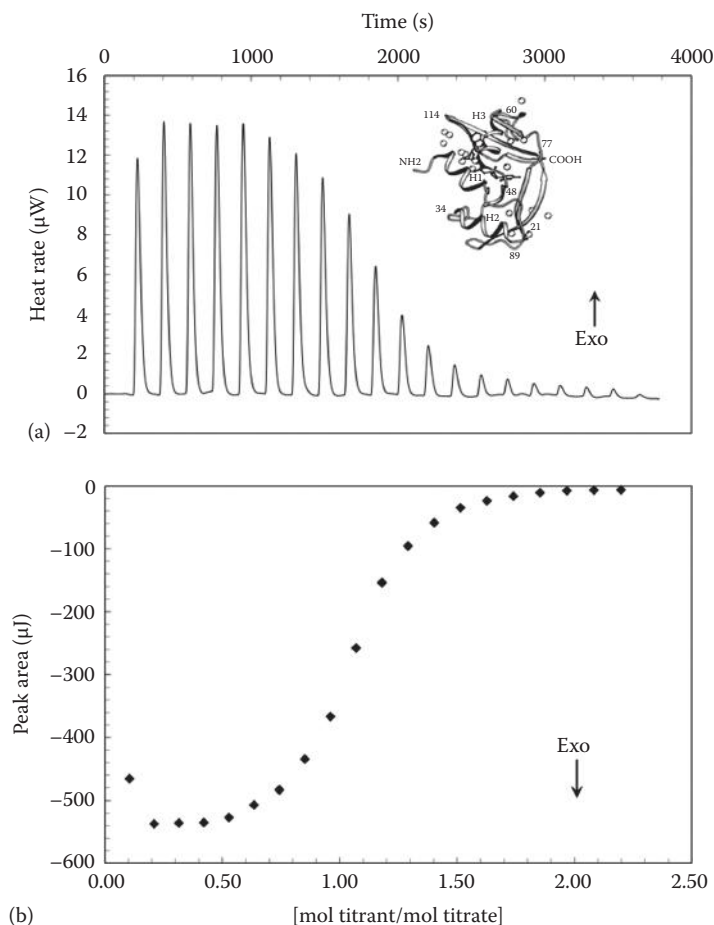 Time (s)
0 1000 2000 3000 4000
16
14
12
10
8
6
4
2
0
–2
Heat rate (µW)
114
H3
60
77
COOH
NH2
H1
48
34
H2
21
89
Exo
(a)
0
–100
–200
–300
–400
–500
–600
Peak area (µJ)
Exo
0.00 0.50 1.00 1.50 2.00 2.50
(b)
[mol titrant/mol titrate]